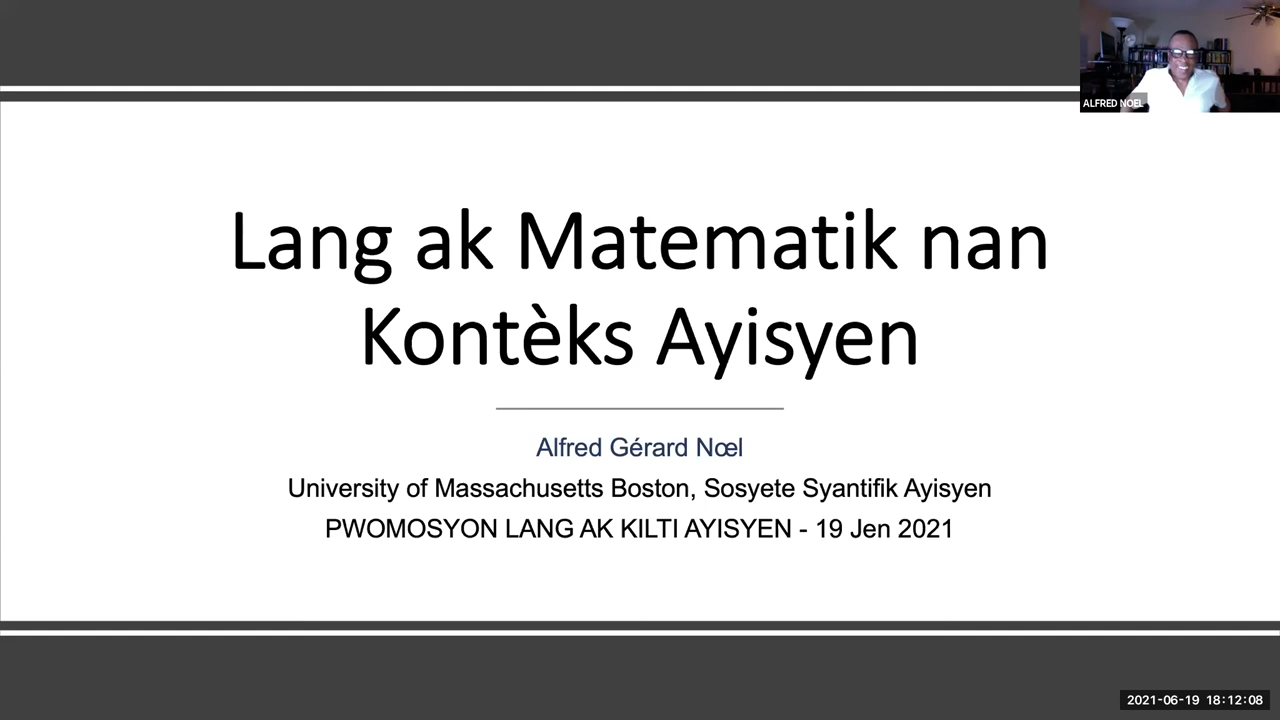 ALFRED NOEL
Lang ak Matematik nan
Kontèks Ayisyen
Alfred Gérard Nœl
University of Massachusetts Boston, Sosyete Syantifik Ayisyen
PWOMOSYON LANG AK KILTI AYISYEN - 19 Jen 2021
2021-06-19 18:12:08